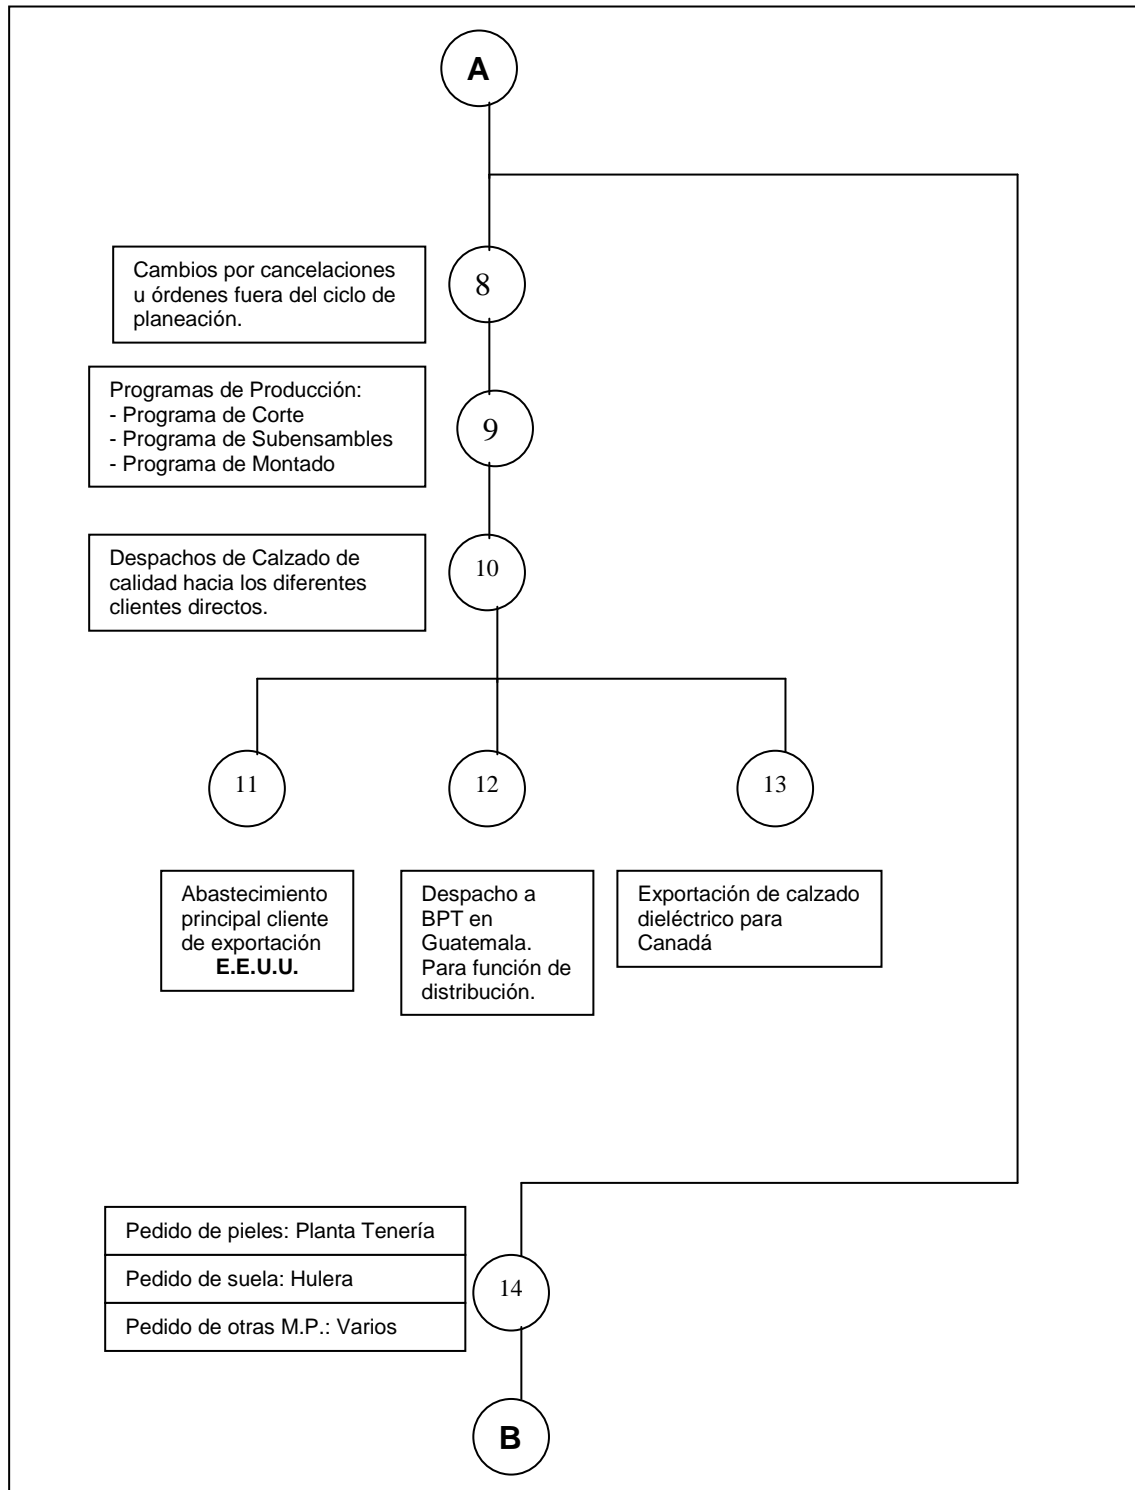 A
Cambios por cancelaciones
u órdenes fuera del ciclo de
planeación.
8
Programas de Producción:
- Programa de Corte
- Programa de Subensambles
- Programa de Montado
9
Despachos de Calzado de
calidad hacia los diferentes
clientes directos.
10
11
12
13
Abastecimiento
principal cliente
de exportación
E.E.U.U.
Despacho a
BPT en
Guatemala.
Para función de
distribución.
Exportación de calzado
dieléctrico para
Canadá
Pedido de pieles: Planta Tenería
Pedido de suela: Hulera
Pedido de otras M.P.: Varios
14
B